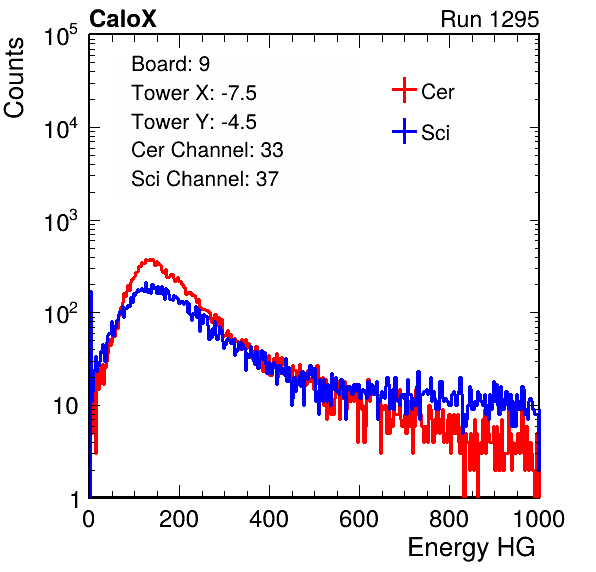 CaloX Run 1295
Counts
Board: 9
Tower X: -7.5
Tower Y: -4.5
Cer Channel: 33
Sci Channel: 37
Cer
Sci
10^5
10^4
10^3
10^2
10
1
0 200 400 600 800 1000
Energy HG